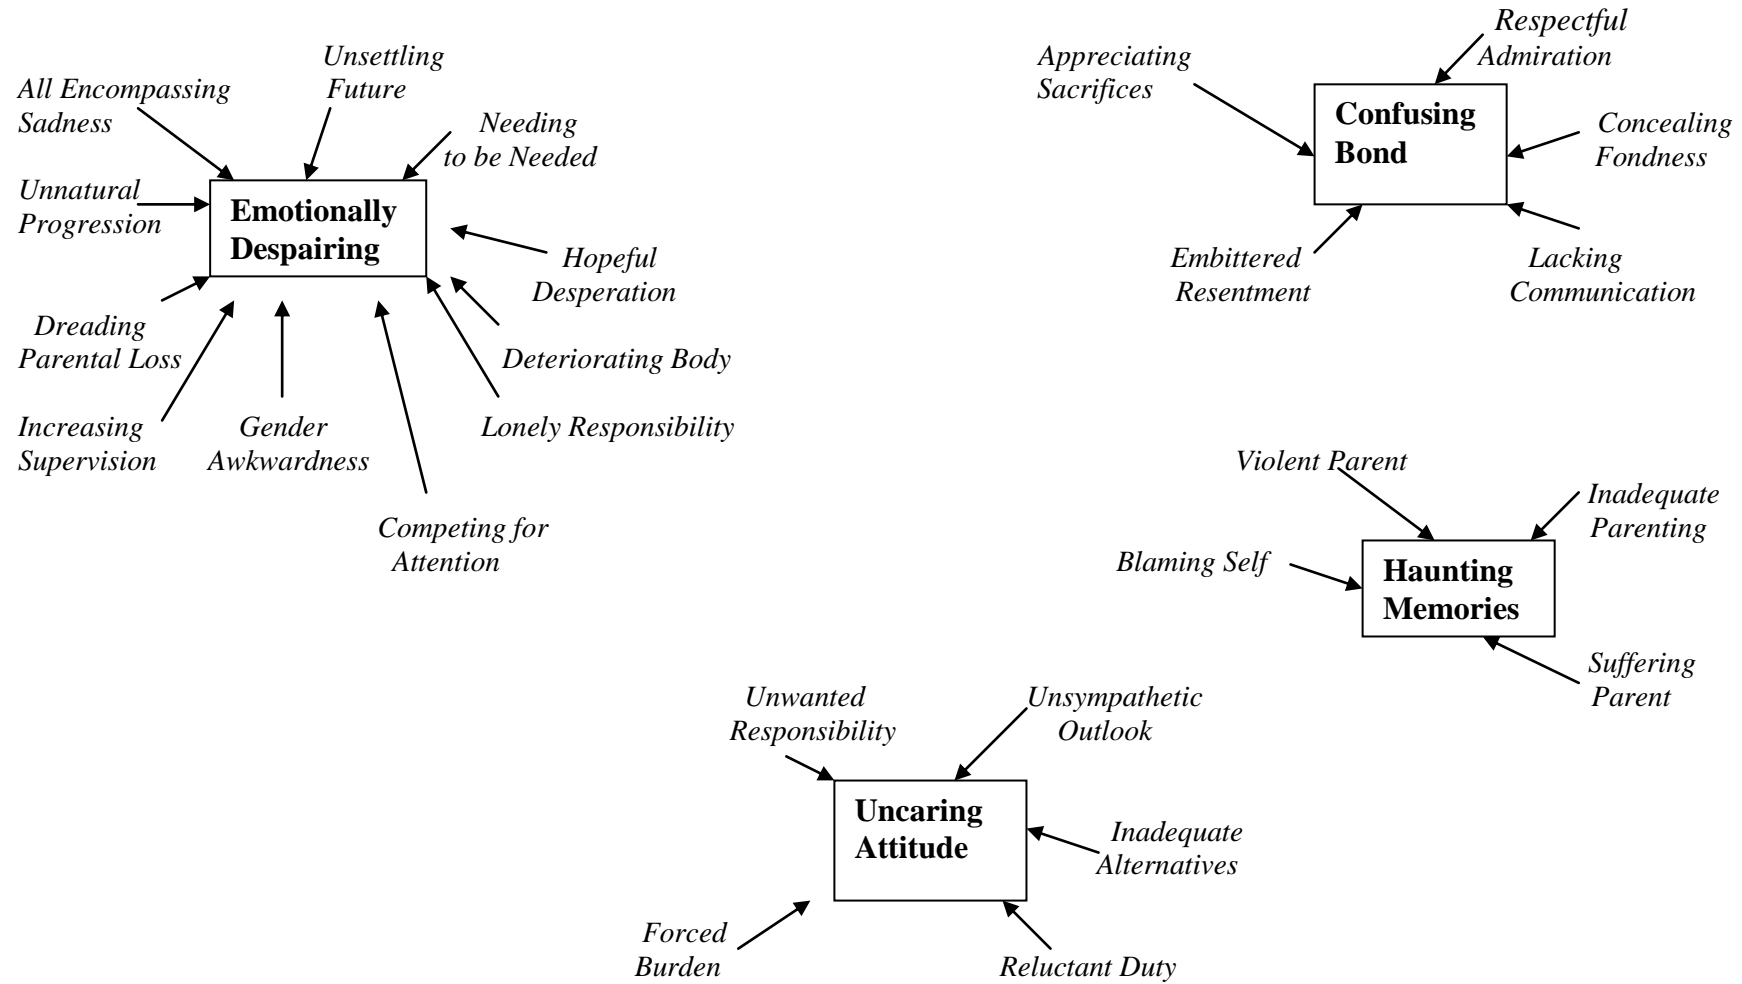 Unsettling
Future
All Encompassing
Sadness
Needing
to be Needed
Unnatural
Progression
Emotionally
Despairing
Hopeful
Desperation
Dreading
Parental Loss
Deteriorating Body
Increasing
Supervision
Gender
Awkwardness
Lonely Responsibility
Competing for
Attention
Respectful
Admiration
Appreciating
Sacrifices
Confusing
Bond
Concealing
Fondness
Embittered
Resentment
Lacking
Communication
Violent Parent
Inadequate
Parenting
Blaming Self
Haunting
Memories
Suffering
Parent
Unwanted
Responsibility
Unsympathetic
Outlook
Uncaring
Attitude
Inadequate
Alternatives
Forced
Burden
Reluctant Duty